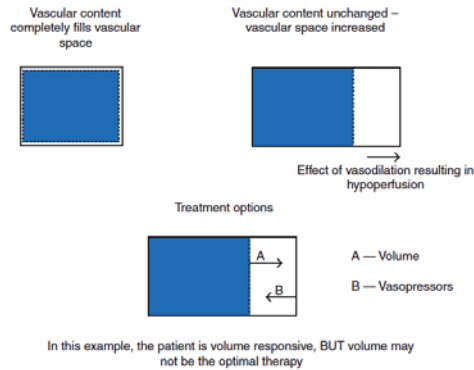 Vascular content
completely fills vascular
space
Vascular content unchanged –
vascular space increased
Effect of vasodilation resulting in
hypoperfusion
Treatment options
A
B
A — Volume
B — Vasopressors
In this example, the patient is volume responsive, BUT volume may
not be the optimal therapy